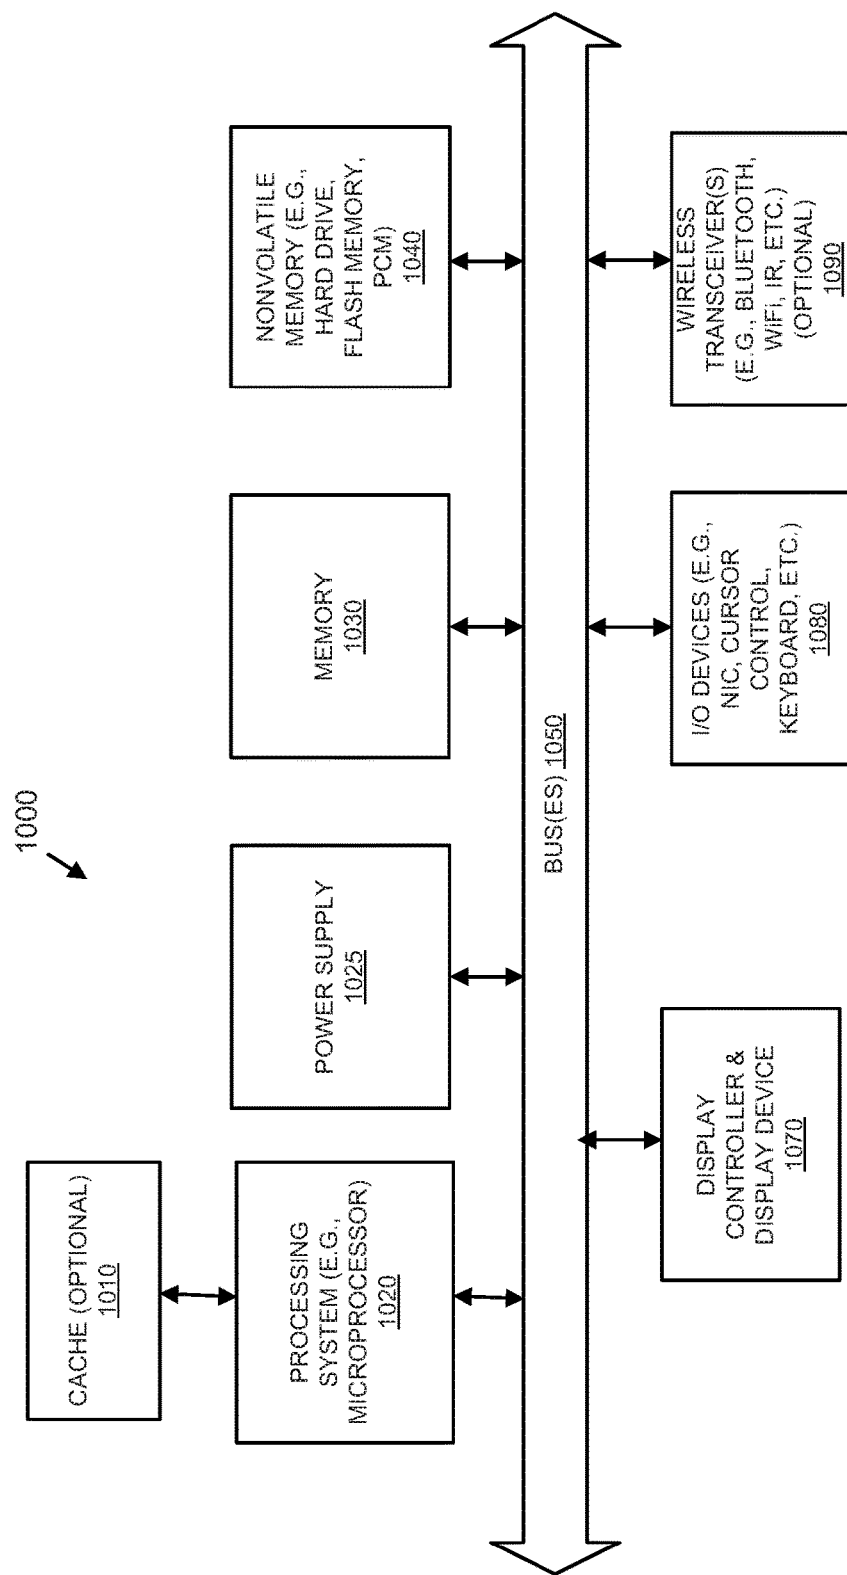 1000
CACHE (OPTIONAL)
1010
PROCESSING
SYSTEM (E.G.,
MICROPROCESSOR)
1020
POWER SUPPLY
1025
MEMORY
1030
NONVOLATILE
MEMORY (E.G.,
HARD DRIVE,
FLASH MEMORY,
PCM)
1040
BUS(ES) 1050
DISPLAY
CONTROLLER &
DISPLAY DEVICE
1070
I/O DEVICES (E.G.,
NIC, CURSOR
CONTROL,
KEYBOARD, ETC.)
1080
WIRELESS
TRANSCEIVER(S)
(E.G., BLUETOOTH,
WiFi, IR, ETC.)
(OPTIONAL)
1090